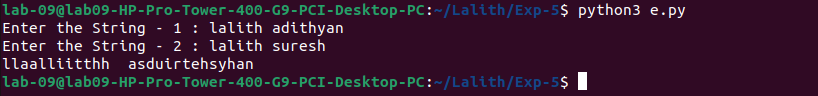 lab-09@lab09-HP-Pro-Tower-400-G9-PCI-Desktop-PC:~/Lalith/Exp-5$ python3 e.py
Enter the String - 1 : lalith adithyan
Enter the String - 2 : lalith suresh
llaalliitthh  asduirtehsyhan
lab-09@lab09-HP-Pro-Tower-400-G9-PCI-Desktop-PC:~/Lalith/Exp-5$